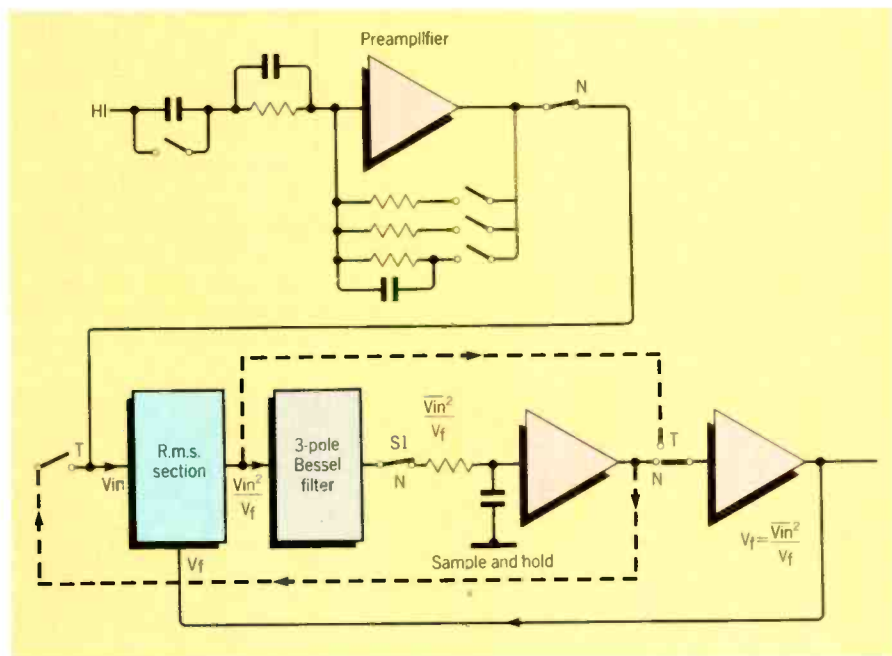 Preamplifier
HI
N
T
Vin
R.m.s.
section
Vin²
Vf
Vf
3-pole
Bessel
filter
S1
N
Vin²
Vf
Sample and hold
T
N
Vf=Vin²
Vf